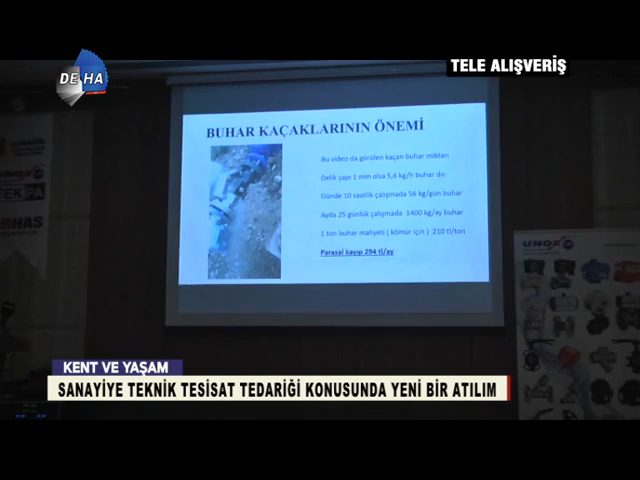 DE HA
TELE ALIŞVERİŞ
BUHAR KAÇAKLARININ ÖNEMİ
Bu video da görülen kaçan buhar miktarı
Delik çapı 1 mm olsa 5,6 kg/h buhar dır.
Günde 10 saatlik çalışmada 56 kg/gün buhar
Ayda 25 günlük çalışmada 1400 kg/ay buhar
1 ton buhar maliyeti ( kömür için ) 210 tl/ton
Parasal kayıp 294 tl/ay
UNOX
KENT VE YAŞAM
SANAYİYE TEKNİK TESİSAT TEDARİĞİ KONUSUNDA YENİ BİR ATILIM